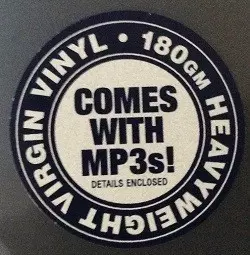 180GM HEAVYWEIGHT VIRGIN VINYL •
COMES
WITH
MP3s!
DETAILS ENCLOSED